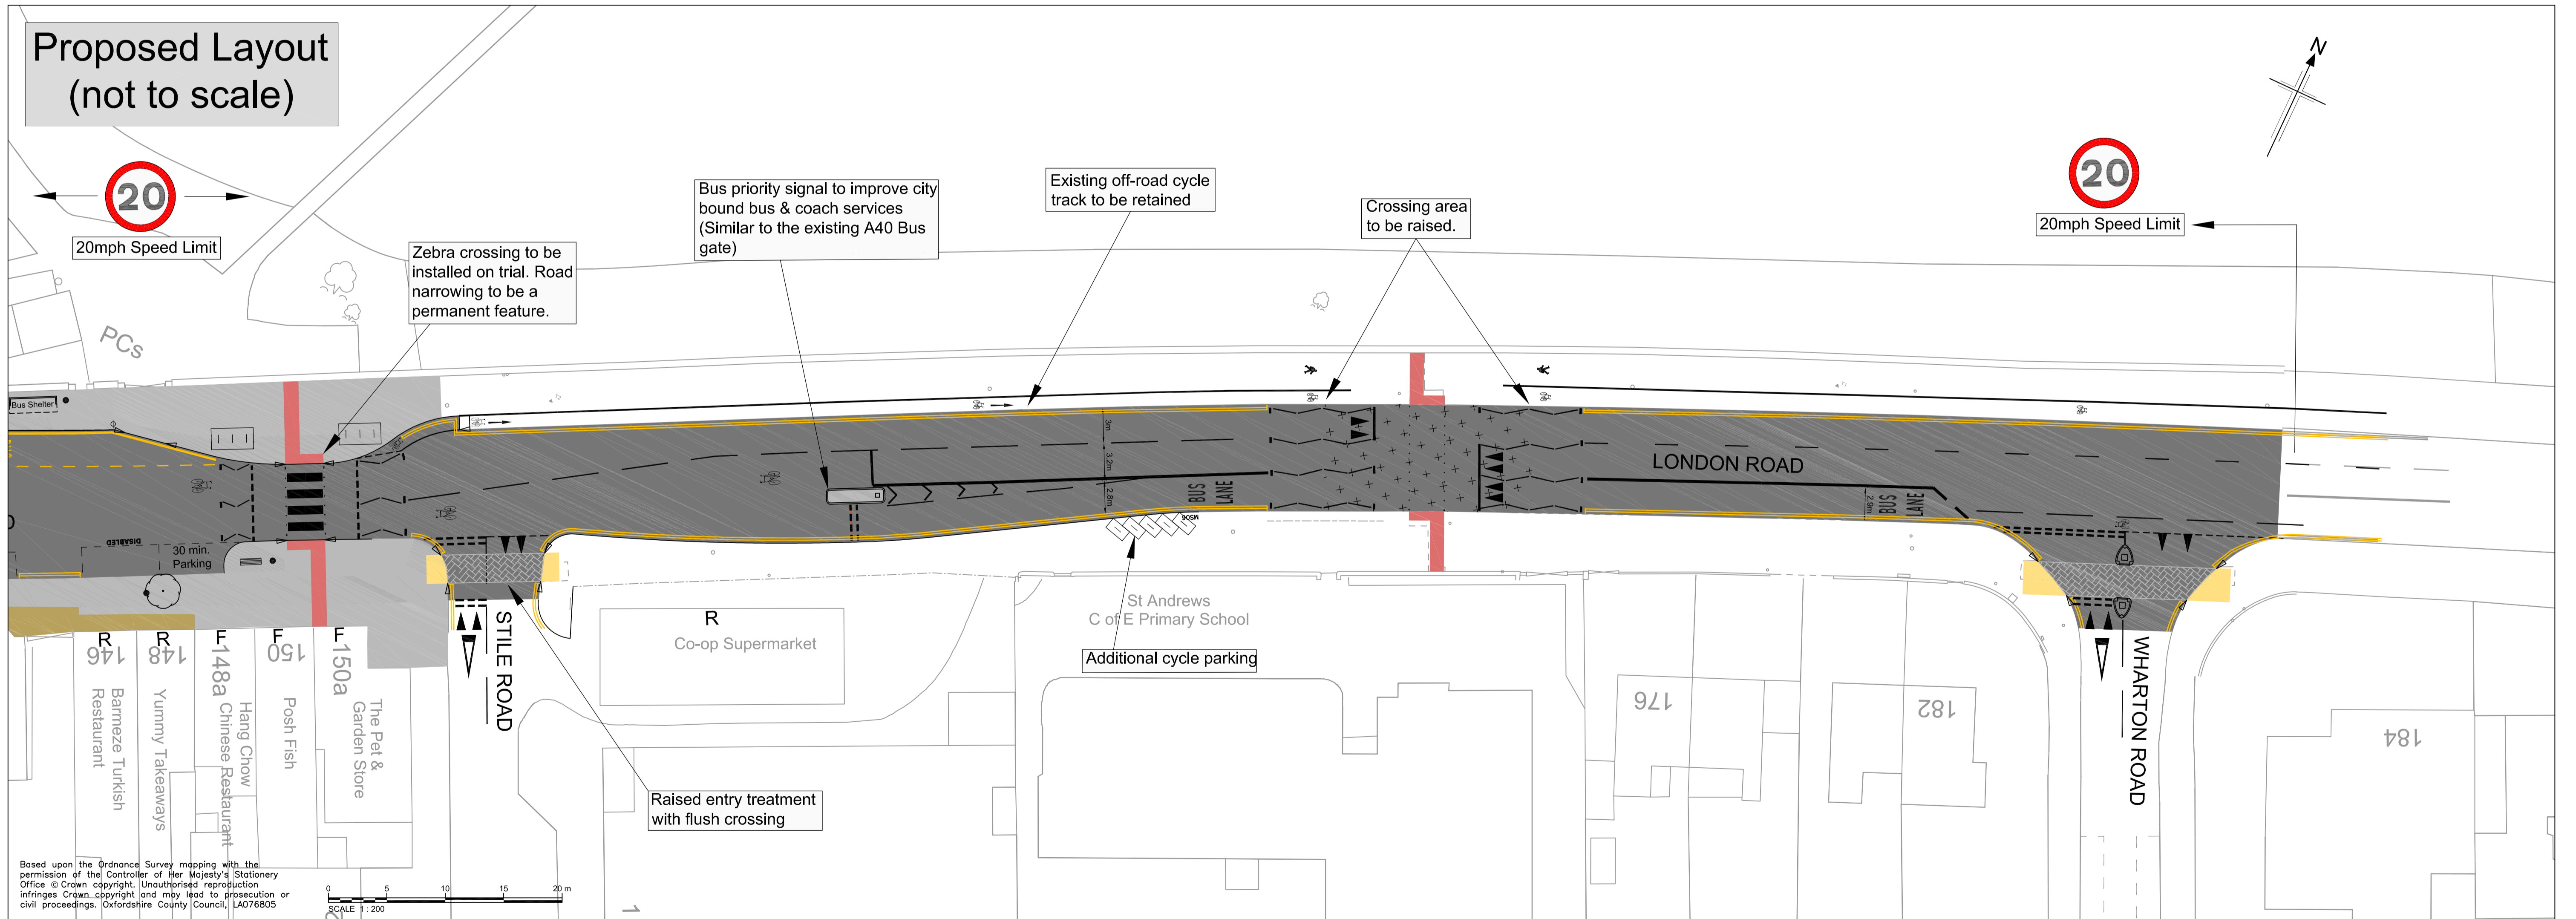 Proposed Layout
(not to scale)
20
20mph Speed Limit
Zebra crossing to be
installed on trial. Road
narrowing to be a
permanent feature.
Bus priority signal to improve city
bound bus & coach services
(Similar to the existing A40 Bus
gate)
Existing off-road cycle
track to be retained
Crossing area
to be raised.
20
20mph Speed Limit
N
PCs
Bus Shelter
DISABLED
30 min.
Parking
3m
3.2m
2.8m
BUS
LANE
MS06
LONDON ROAD
2.9m
BUS
LANE
R
146
Barmeze Turkish
Restaurant
R
148
Yummy Takeaways
F
148a
Hang Chow
Chinese Restaurant
F
150
Posh Fish
F
150a
The Pet &
Garden Store
STILE ROAD
R
Co-op Supermarket
St Andrews
C of E Primary School
Additional cycle parking
176
182
WHARTON ROAD
184
Raised entry treatment
with flush crossing
Based upon the Ordnance Survey mapping with the
permission of the Controller of Her Majesty's Stationery
Office © Crown copyright. Unauthorised reproduction
infringes Crown copyright and may lead to prosecution or
civil proceedings. Oxfordshire County Council, LA076805
0 5 10 15 20 m
SCALE 1 : 200